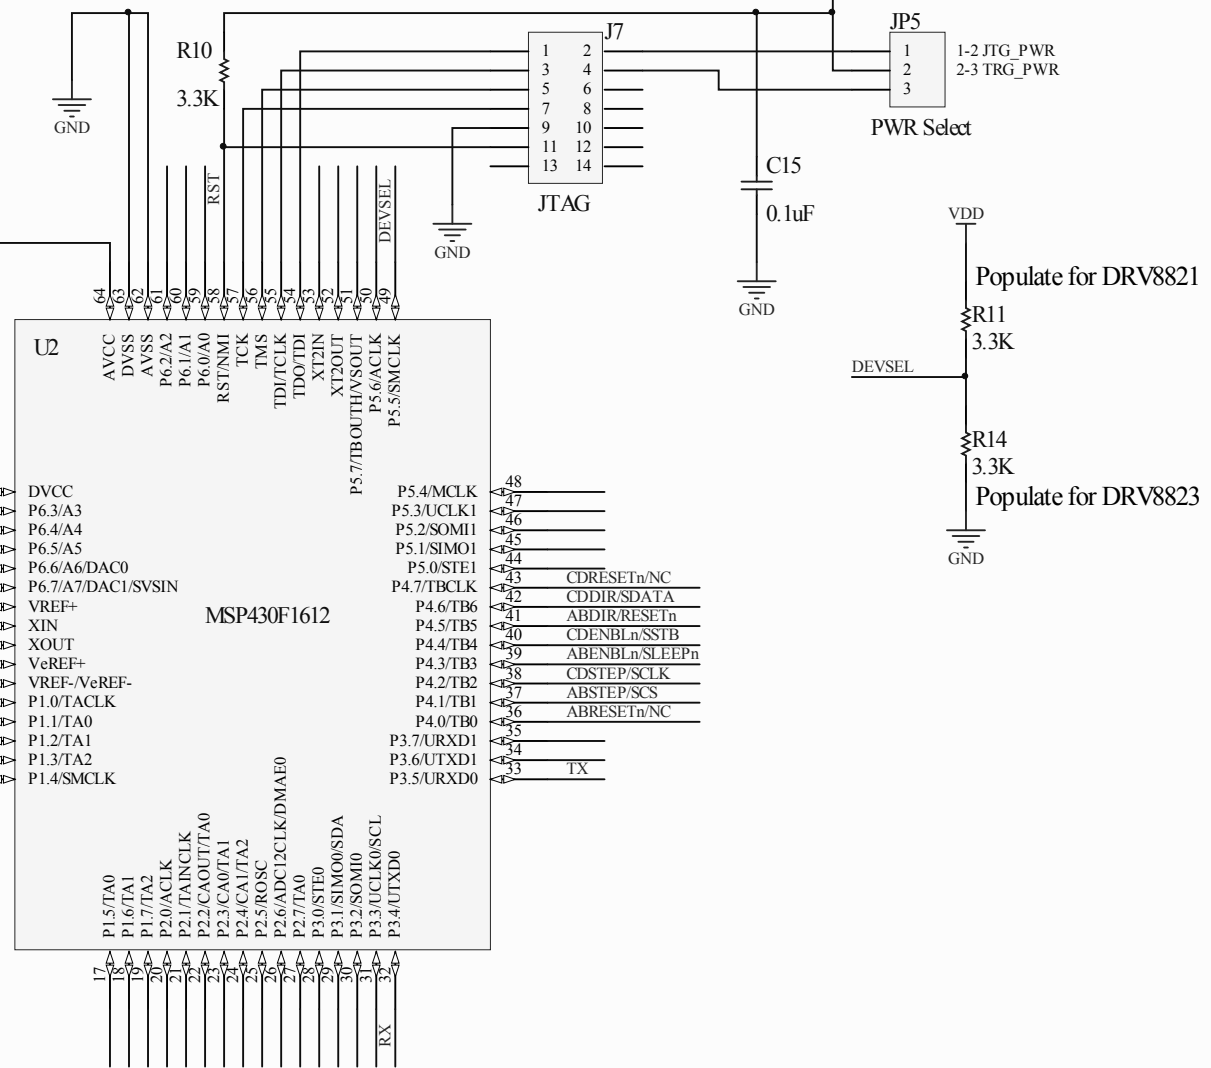 J7
JP5
R10
3.3K
1 2
3 4
5 6
7 8
9 10
11 12
13 14
JTAG
1
2
3
1-2 JTG_PWR
2-3 TRG_PWR
PWR Select
GND
GND
C15
0.1uF
GND
RST
DEVSEL
VDD
Populate for DRV8821
R11
3.3K
DEVSEL
R14
3.3K
Populate for DRV8823
GND
64
63
62
61
60
59
58
57
56
55
54
53
52
51
50
49
U2
AVCC
DVSS
AVSS
P6.2/A2
P6.1/A1
P6.0/A0
RST/NMI
TCK
TMS
TDI/TCLK
TDO/TDI
XT2IN
XT2OUT
P5.7/TBOUTH/VSOUT
P5.6/ACLK
P5.5/SMCLK
DVCC
P6.3/A3
P6.4/A4
P6.5/A5
P6.6/A6/DAC0
P6.7/A7/DAC1/SVSIN
VREF+
XIN
XOUT
VeREF+
VREF-/VeREF-
P1.0/TACLK
P1.1/TA0
P1.2/TA1
P1.3/TA2
P1.4/SMCLK
MSP430F1612
P5.4/MCLK 48
P5.3/UCLK1 47
P5.2/SOMI1 46
P5.1/SIMO1 45
P5.0/STE1 44
P4.7/TBCLK 43 CDRESETn/NC
P4.6/TB6 42 CDDIR/SDATA
P4.5/TB5 41 ABDIR/RESETn
P4.4/TB4 40 CDENBLn/SSTB
P4.3/TB3 39 ABENBLn/SLEEPn
P4.2/TB2 38 CDSTEP/SCLK
P4.1/TB1 37 ABSTEP/SCS
P4.0/TB0 36 ABRESETn/NC
P3.7/URXD1 35
P3.6/UTXD1 34
P3.5/URXD0 33 TX
P1.5/TA0
P1.6/TA1
P1.7/TA2
P2.0/ACLK
P2.1/TAINCLK
P2.2/CAOUT/TA0
P2.3/CA0/TA1
P2.4/CA1/TA2
P2.5/ROSC
P2.6/ADC12CLK/DMAE0
P2.7/TA0
P3.0/STE0
P3.1/SIMO0/SDA
P3.2/SOMI0
P3.3/UCLK0/SCL
P3.4/UTXD0
17
18
19
20
21
22
23
24
25
26
27
28
29
30
31
32
RX